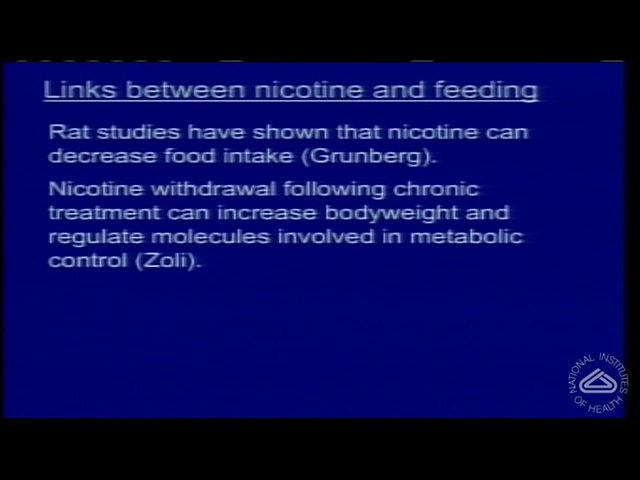 Links between nicotine and feeding
Rat studies have shown that nicotine can
decrease food intake (Grunberg).
Nicotine withdrawal following chronic
treatment can increase bodyweight and
regulate molecules involved in metabolic
control (Zoli).
NATIONAL INSTITUTES
OF HEALTH